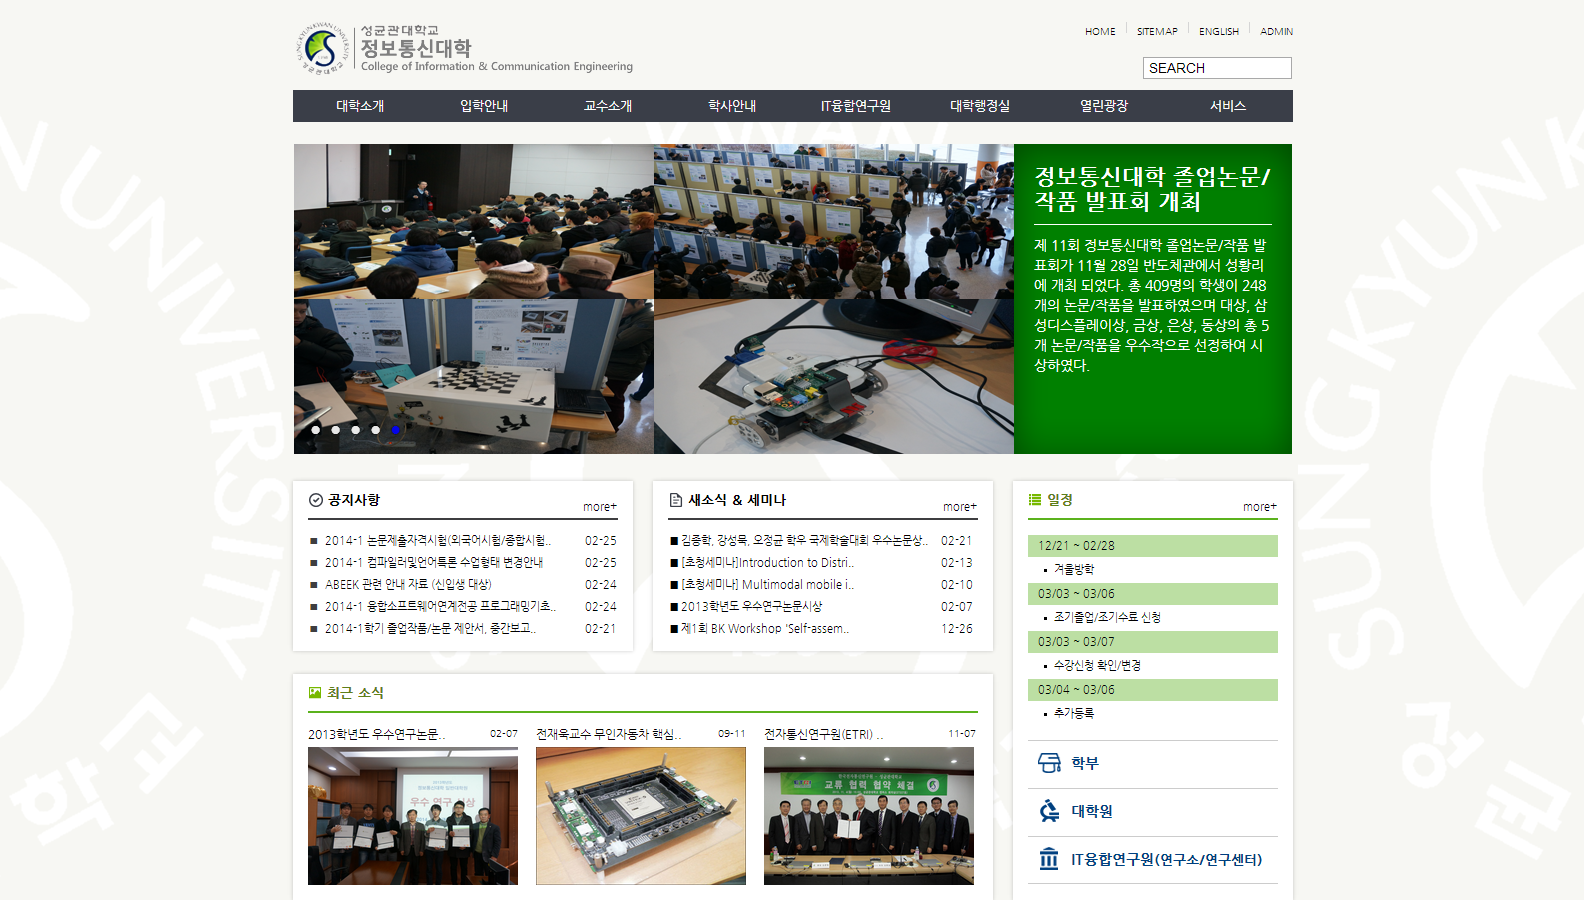 성균관대학교
정보통신대학
College of Information & Communication Engineering
HOME
SITEMAP
ENGLISH
ADMIN
SEARCH
대학소개
입학안내
교수소개
학사안내
IT융합연구원
대학행정실
열린광장
서비스
정보통신대학 졸업논문/
작품 발표회 개최
제 11회 정보통신대학 졸업논문/작품 발
표회가 11월 28일 반도체관에서 성황리
에 개최 되었다. 총 409명의 학생이 248
개의 논문/작품을 발표하였으며 대상, 삼
성디스플레이상, 금상, 은상, 동상의 총 5
개 논문/작품을 우수작으로 선정하여 시
상하였다.
공지사항
more+
2014-1 논문제출자격시험(외국어시험/종합시험.. 02-25
2014-1 컴파일러및언어특론 수업형태 변경안내 02-25
ABEEK 관련 안내 자료 (신입생 대상) 02-24
2014-1 융합소프트웨어연계전공 프로그래밍기초.. 02-24
2014-1학기 졸업작품/논문 제안서, 중간보고.. 02-21
새소식 & 세미나
more+
김종학, 강성묵, 오정균 학우 국제학술대회 우수논문상.. 02-21
[초청세미나]Introduction to Distri.. 02-13
[초청세미나] Multimodal mobile i.. 02-10
2013학년도 우수연구논문시상 02-07
제1회 BK Workshop 'Self-assem.. 12-26
일정
more+
12/21 ~ 02/28
겨울방학
03/03 ~ 03/06
조기졸업/조기수료 신청
03/03 ~ 03/07
수강신청 확인/변경
03/04 ~ 03/06
추가등록
최근 소식
2013학년도 우수연구논문.. 02-07
전재욱교수 무인자동차 핵심.. 09-11
전자통신연구원(ETRI) .. 11-07
교류 협력 협약 체결
학부
대학원
IT융합연구원(연구소/연구센터)